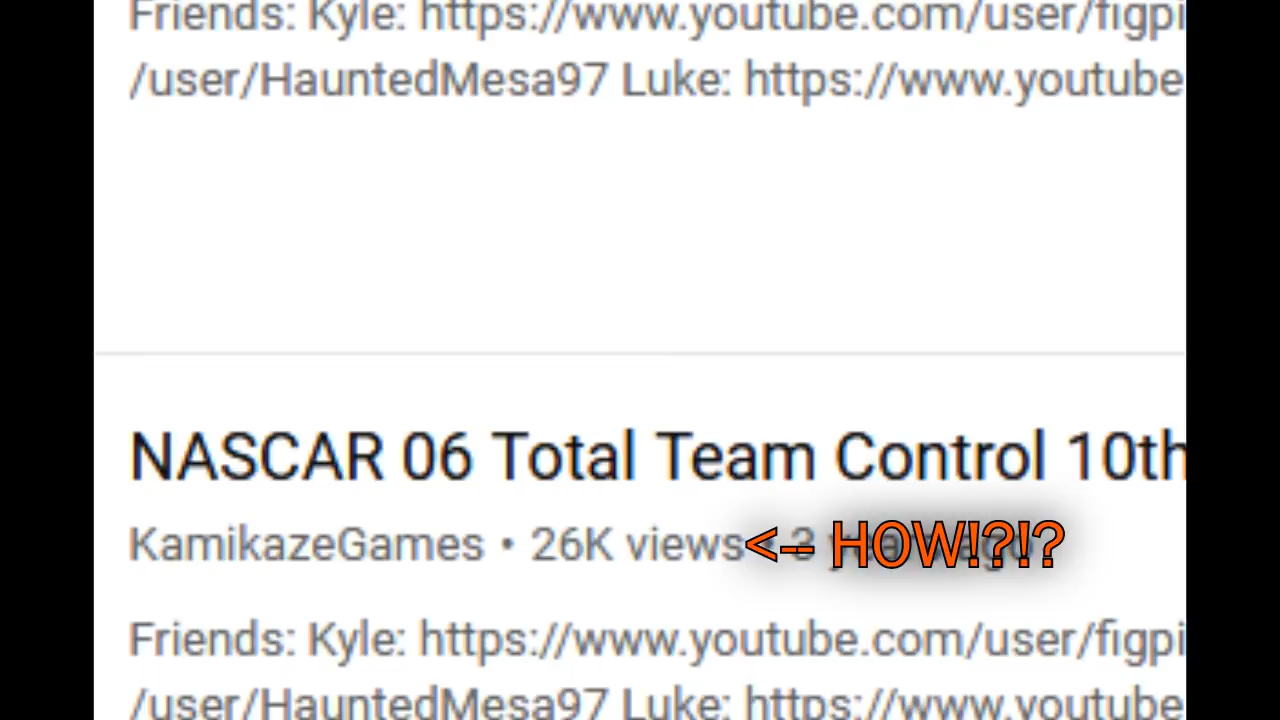 Friends: Kyle: https://www.youtube.com/user/figpi
/user/HauntedMesa97 Luke: https://www.youtube
NASCAR 06 Total Team Control 10th
KamikazeGames • 26K views <-- HOW!?!?
Friends: Kyle: https://www.youtube.com/user/figpi
/user/HauntedMesa97 Luke: https://www.youtube